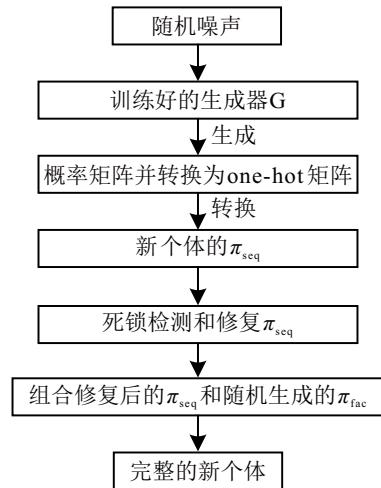 随机噪声
训练好的生成器G
生成
概率矩阵并转换为one-hot矩阵
转换
新个体的π_seq
死锁检测和修复π_seq
组合修复后的π_seq和随机生成的π_fac
完整的新个体